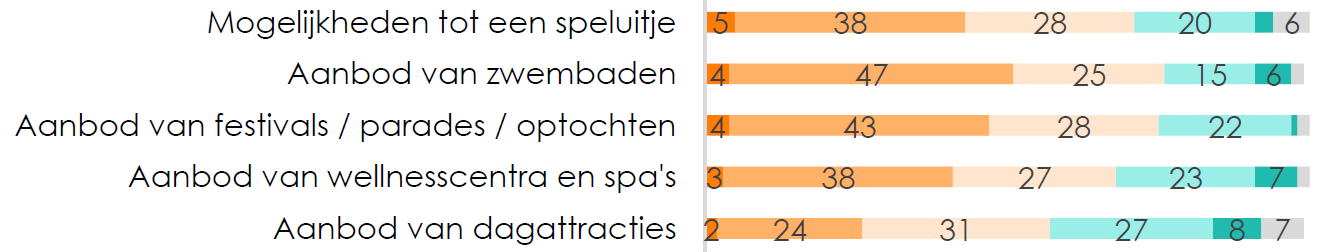 Mogelijkheden tot een speluitje 5 38 28 20 6
Aanbod van zwembaden 4 47 25 15 6
Aanbod van festivals / parades / optochten 4 43 28 22
Aanbod van wellnesscentra en spa's 3 38 27 23 7
Aanbod van dagattracties 2 24 31 27 8 7